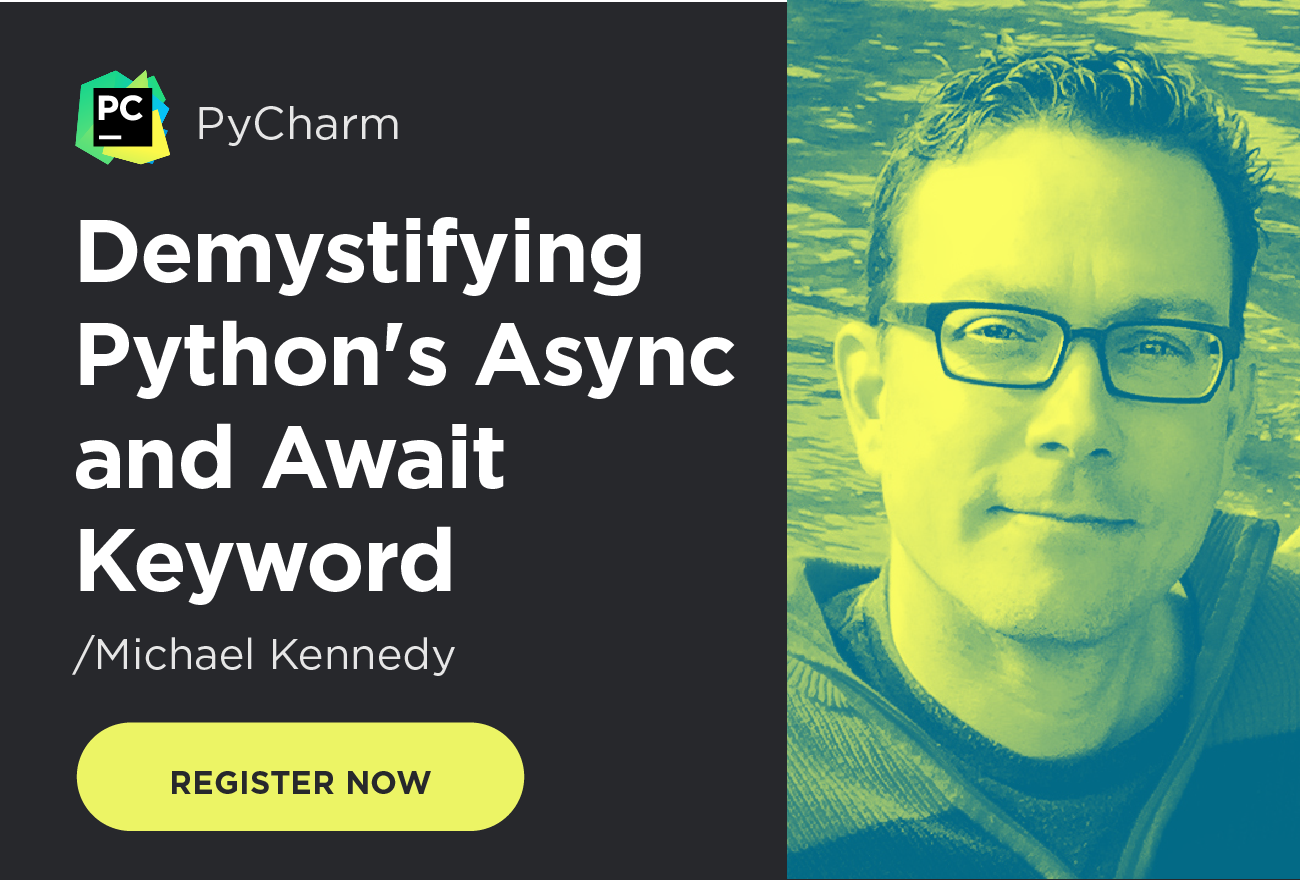 PC
PyCharm
Demystifying
Python's Async
and Await
Keyword
/Michael Kennedy
REGISTER NOW